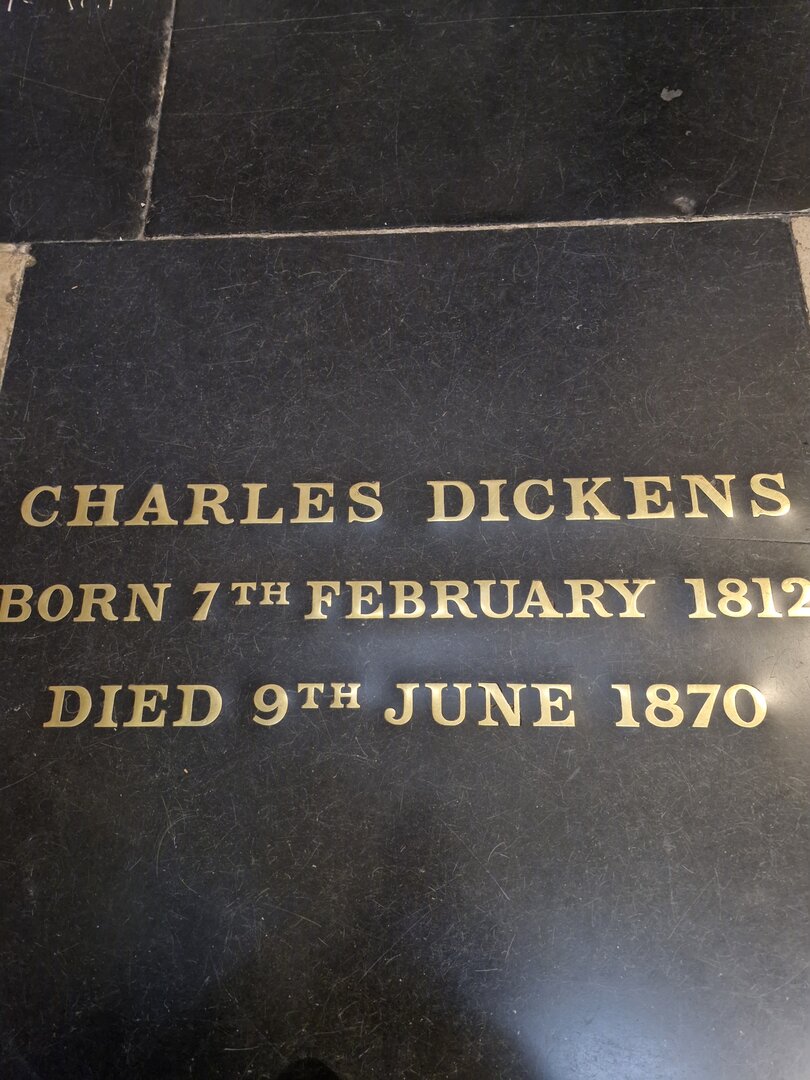 CHARLES DICKENS
BORN 7TH FEBRUARY 1812
DIED 9TH JUNE 1870